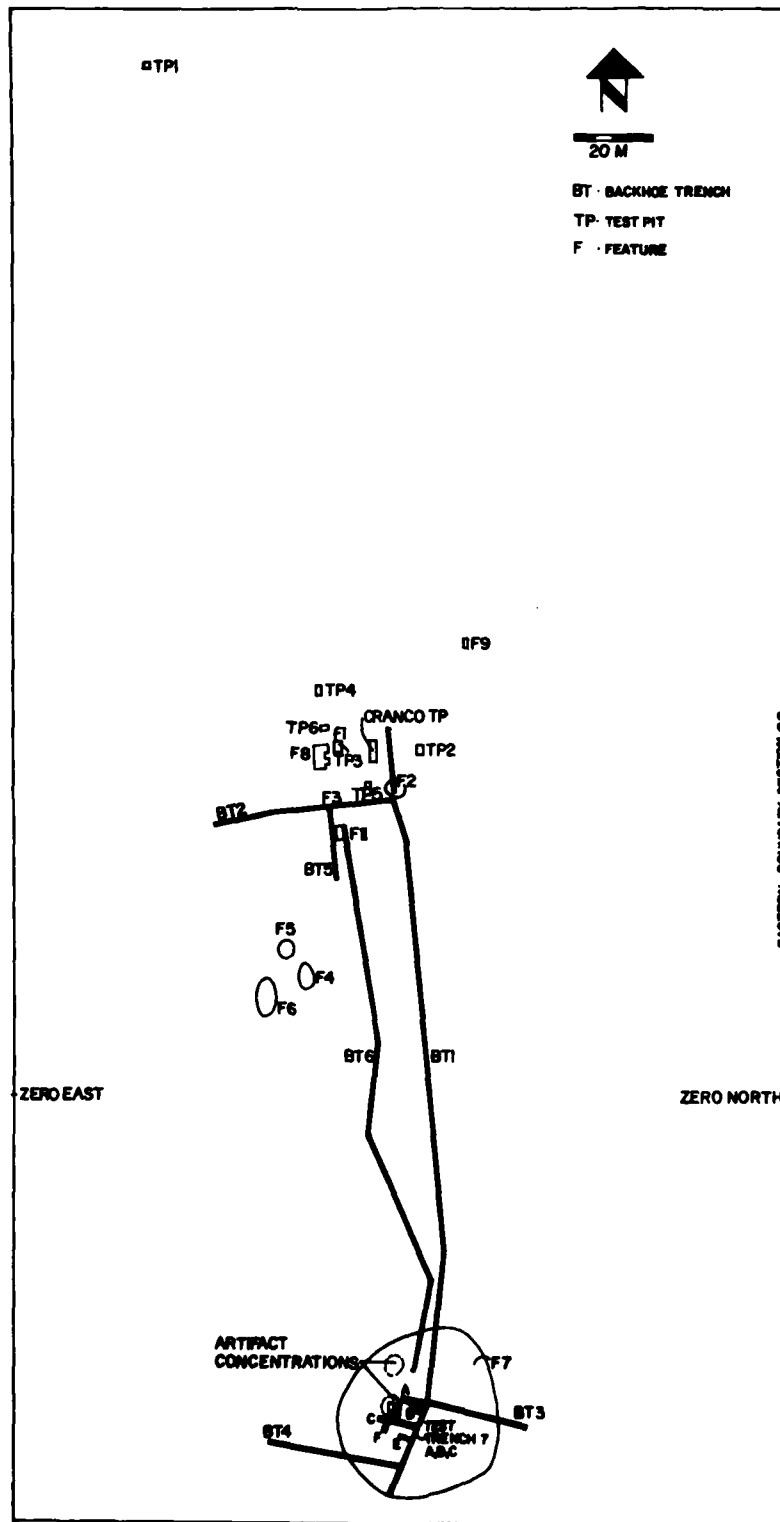 TP1
N
20 M
BT · BACKHOE TRENCH
TP· TEST PIT
F · FEATURE
F9
TP4
CRANCO TP
TP6
F1
F8
TP3
TP2
F2
TP5
F3
BT2
F11
BT5
F5
F4
F6
BT6
BT1
ZERO EAST
ZERO NORTH
ARTIFACT
CONCENTRATIONS
F7
A
C
BT3
TEST
TRENCH 7
A,B,C
F
E
BT4